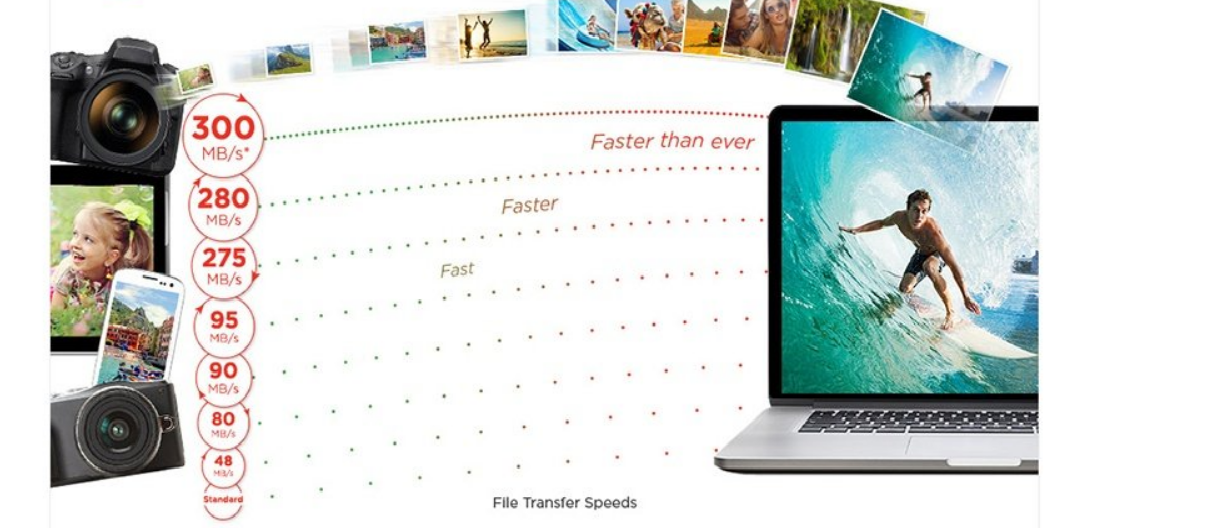 300
MB/s*
Faster than ever
280
MB/s
Faster
275
MB/s
Fast
95
MB/s
90
MB/s
80
MB/s
48
MB/s
Standard
File Transfer Speeds